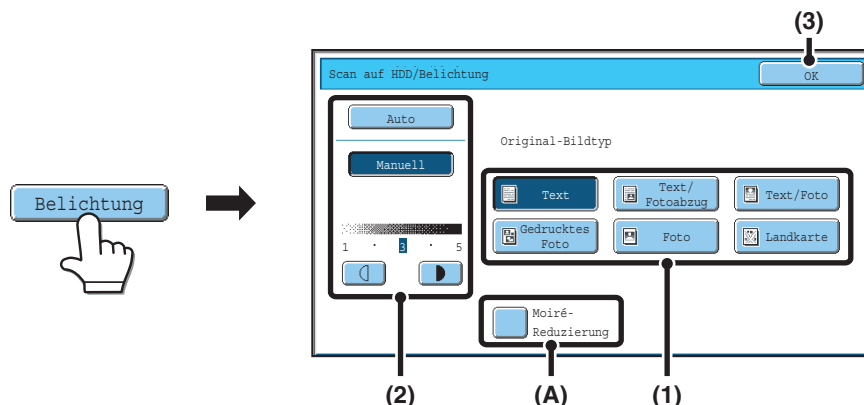 (3)
Scan auf HDD/Belichtung
OK
Auto
Manuell
1 · 3 · 5
Original-Bildtyp
Text
Text/
Fotoabzug
Text/Foto
Gedrucktes
Foto
Foto
Landkarte
Moiré-
Reduzierung
Belichtung
(2)
(A)
(1)